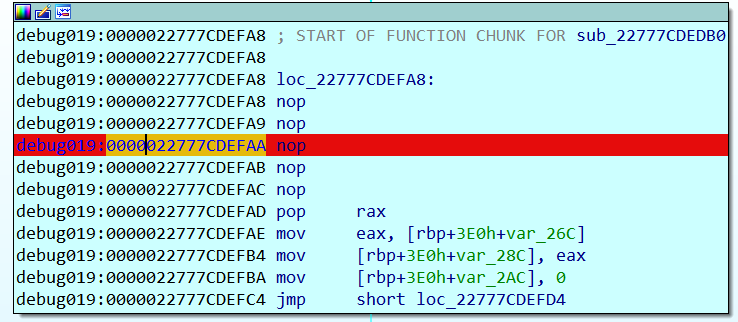 debug019:0000022777CDEFA8 ; START OF FUNCTION CHUNK FOR sub_22777CDEDB0
debug019:0000022777CDEFA8
debug019:0000022777CDEFA8 loc_22777CDEFA8:
debug019:0000022777CDEFA8 nop
debug019:0000022777CDEFA9 nop
debug019:0000022777CDEFAA nop
debug019:0000022777CDEFAB nop
debug019:0000022777CDEFAC nop
debug019:0000022777CDEFAD pop     rax
debug019:0000022777CDEFAE mov     eax, [rbp+3E0h+var_26C]
debug019:0000022777CDEFB4 mov     [rbp+3E0h+var_28C], eax
debug019:0000022777CDEFBA mov     [rbp+3E0h+var_2AC], 0
debug019:0000022777CDEFC4 jmp     short loc_22777CDEFD4